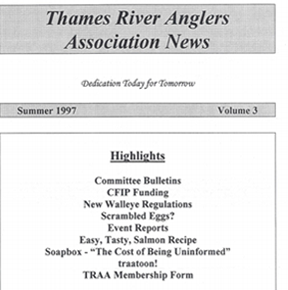 Thames River Anglers
Association News
Dedication Today for Tomorrow
Summer 1997 Volume 3
Highlights
Committee Bulletins
CFIP Funding
New Walleye Regulations
Scrambled Eggs?
Event Reports
Easy, Tasty, Salmon Recipe
Soapbox - "The Cost of Being Uninformed"
traatoon!
TRAA Membership Form